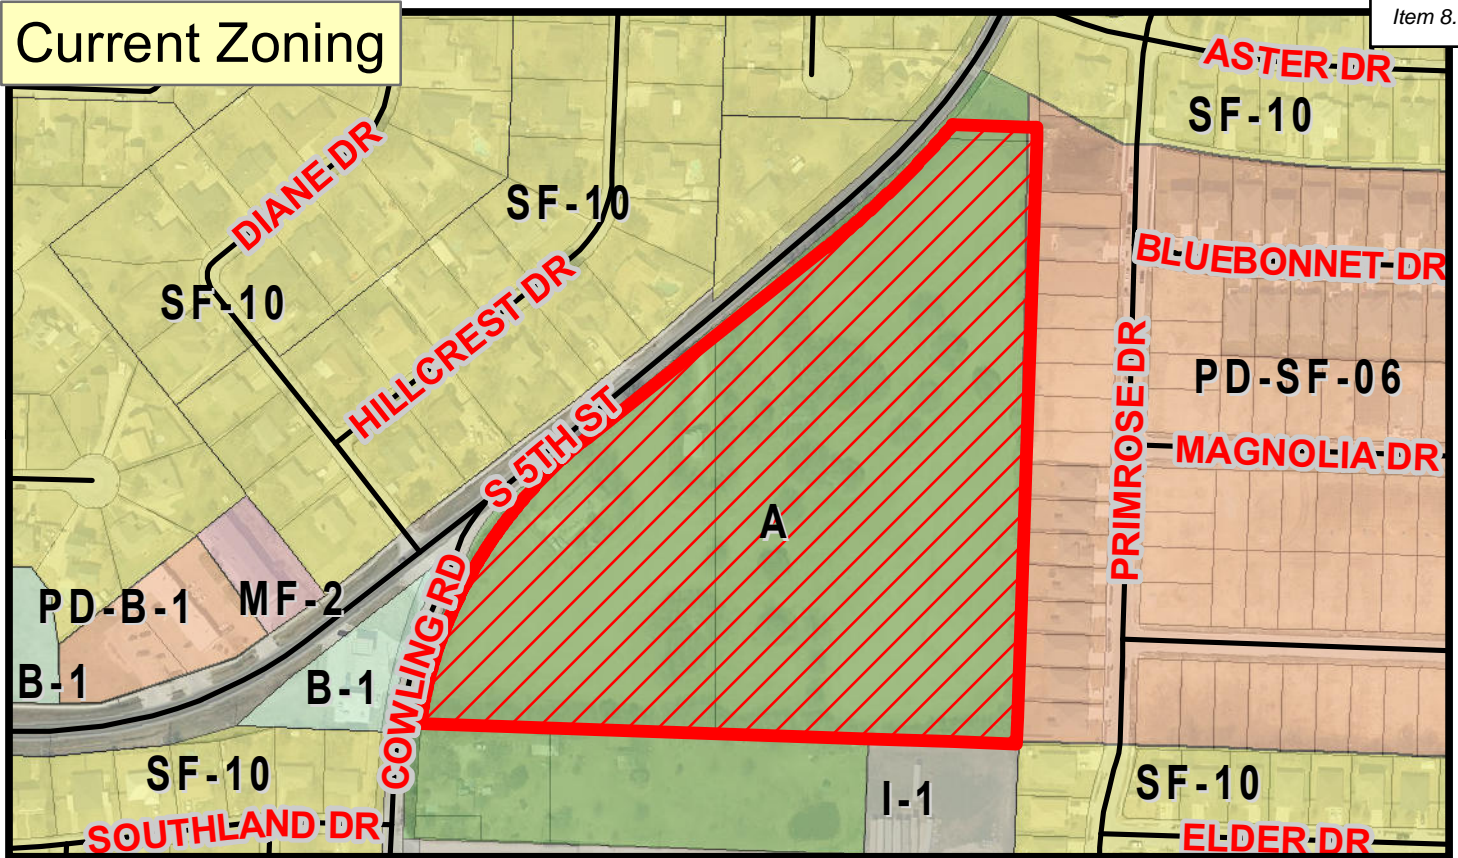 Current Zoning
Item 8.
ASTER DR
SF-10
DIANE DR
SF-10
SF-10
HILLCREST DR
BLUEBONNET DR
PD-SF-06
PRIMROSE DR
MAGNOLIA DR
S 5TH ST
A
PD-B-1
MF-2
COWLING RD
B-1
B-1
SF-10
SOUTHLAND DR
I-1
SF-10
ELDER DR